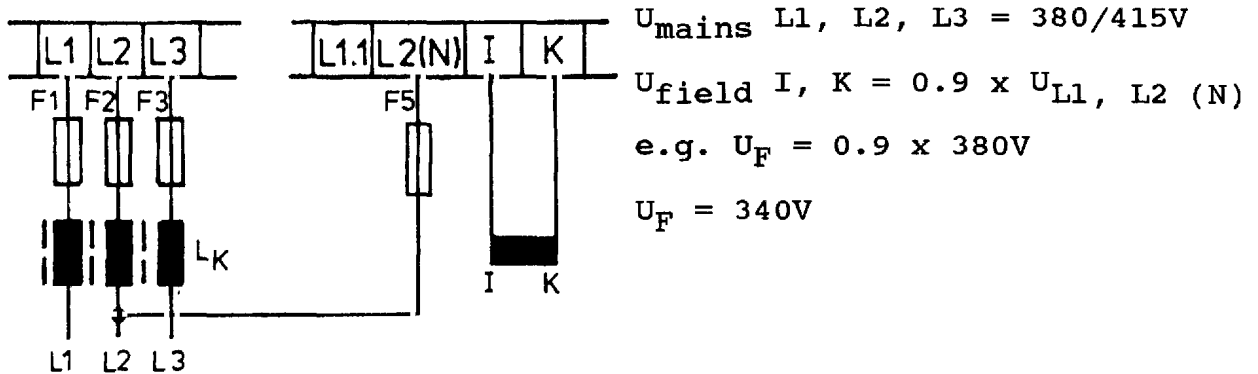 L1 L2 L3 L1.1 L2(N) I K
F1 F2 F3 F5
LK
I K
L1 L2 L3
Umains L1, L2, L3 = 380/415V
Ufield I, K = 0.9 x UL1, L2 (N)
e.g. UF = 0.9 x 380V
UF = 340V